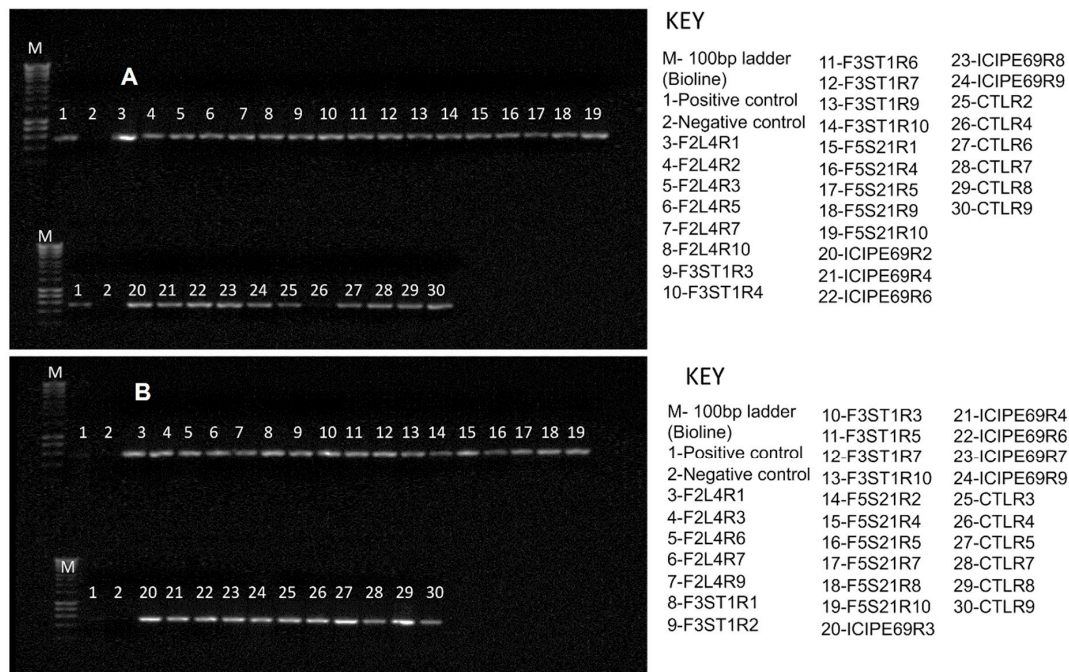 M
A
1 2 3 4 5 6 7 8 9 10 11 12 13 14 15 16 17 18 19
M
1 2 20 21 22 23 24 25 26 27 28 29 30
KEY
M- 100bp ladder
(Bioline)
1-Positive control
2-Negative control
3-F2L4R1
4-F2L4R2
5-F2L4R3
6-F2L4R5
7-F2L4R7
8-F2L4R10
9-F3ST1R3
10-F3ST1R4
11-F3ST1R6
12-F3ST1R7
13-F3ST1R9
14-F3ST1R10
15-F5S21R1
16-F5S21R4
17-F5S21R5
18-F5S21R9
19-F5S21R10
20-ICIPE69R2
21-ICIPE69R4
22-ICIPE69R6
23-ICIPE69R8
24-ICIPE69R9
25-CTLR2
26-CTLR4
27-CTLR6
28-CTLR7
29-CTLR8
30-CTLR9
M
B
1 2 3 4 5 6 7 8 9 10 11 12 13 14 15 16 17 18 19
M
1 2 20 21 22 23 24 25 26 27 28 29 30
KEY
M- 100bp ladder
(Bioline)
1-Positive control
2-Negative control
3-F2L4R1
4-F2L4R3
5-F2L4R6
6-F2L4R7
7-F2L4R9
8-F3ST1R1
9-F3ST1R2
10-F3ST1R3
11-F3ST1R5
12-F3ST1R7
13-F3ST1R10
14-F5S21R2
15-F5S21R4
16-F5S21R5
17-F5S21R7
18-F5S21R8
19-F5S21R10
20-ICIPE69R3
21-ICIPE69R4
22-ICIPE69R6
23-ICIPE69R7
24-ICIPE69R9
25-CTLR3
26-CTLR4
27-CTLR5
28-CTLR7
29-CTLR8
30-CTLR9